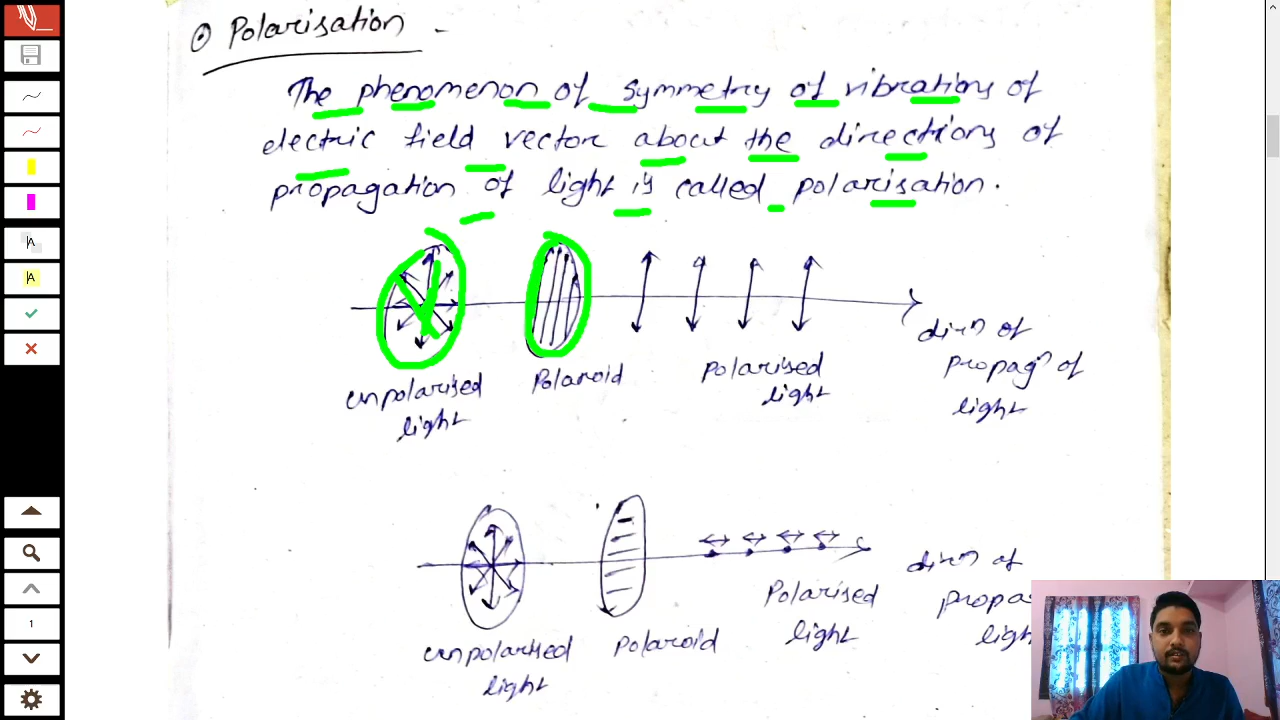 Polarisation -
The phenomenon of symmetry of vibrations of
electric field vector about the directions of
propagation of light is called polarisation.
unpolarised
light
Polaroid
Polarised
light
dirⁿ of
propagⁿ of
light
unpolarised
light
Polaroid
Polarised
light
dirⁿ of
propa
ligh
A
A
1